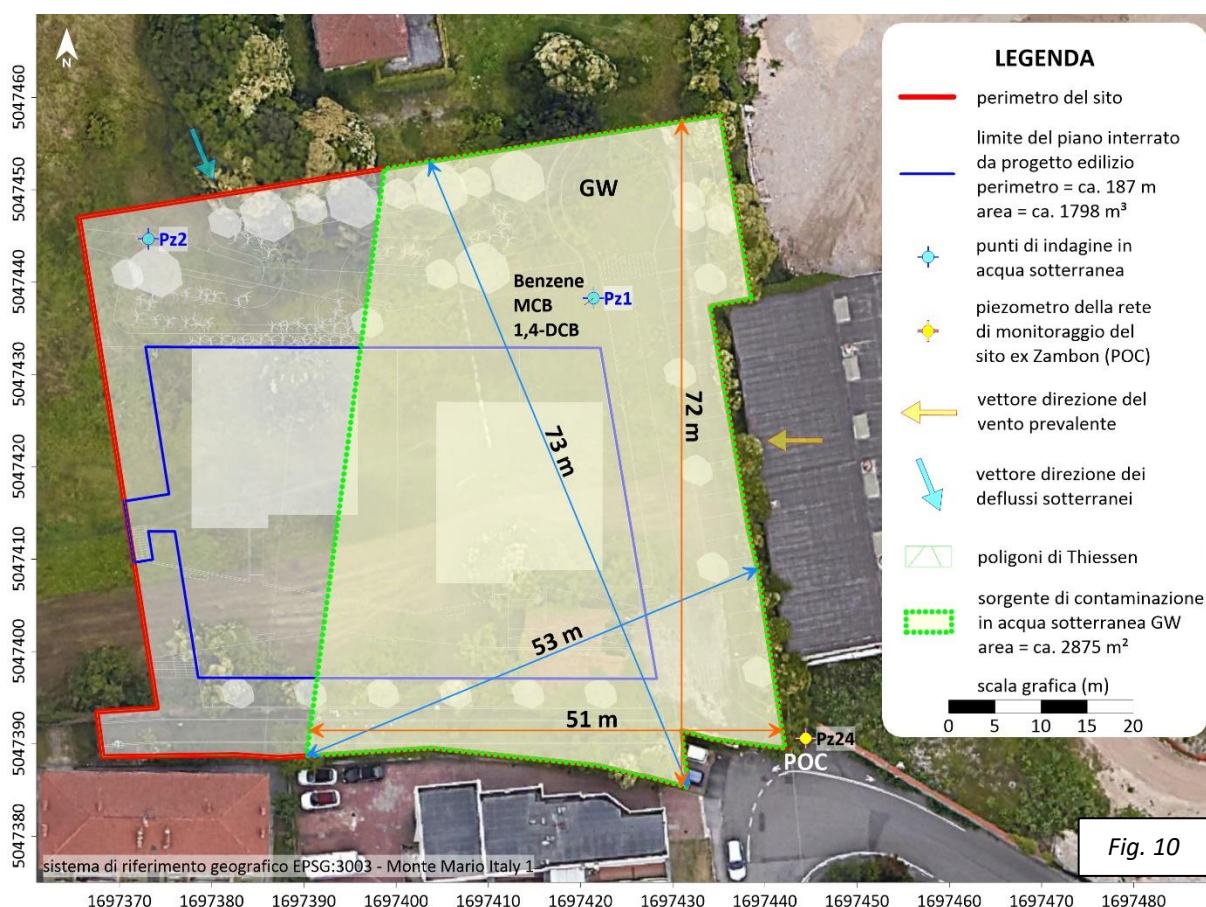 N
GW
Pz2
Benzene
MCB
1,4-DCB
Pz1
72 m
73 m
53 m
51 m
Pz24
POC
5047460
5047450
5047440
5047430
5047420
5047410
5047400
5047390
5047380
sistema di riferimento geografico EPSG:3003 - Monte Mario Italy 1
1697370
1697380
1697390
1697400
1697410
1697420
1697430
1697440
1697450
1697460
1697470
1697480
LEGENDA
perimetro del sito
limite del piano interrato
da progetto edilizio
perimetro = ca. 187 m
area = ca. 1798 m³
punti di indagine in
acqua sotterranea
piezometro della rete
di monitoraggio del
sito ex Zambon (POC)
vettore direzione del
vento prevalente
vettore direzione dei
deflussi sotterranei
poligoni di Thiessen
sorgente di contaminazione
in acqua sotterranea GW
area = ca. 2875 m²
scala grafica (m)
0 5 10 15 20
Fig. 10